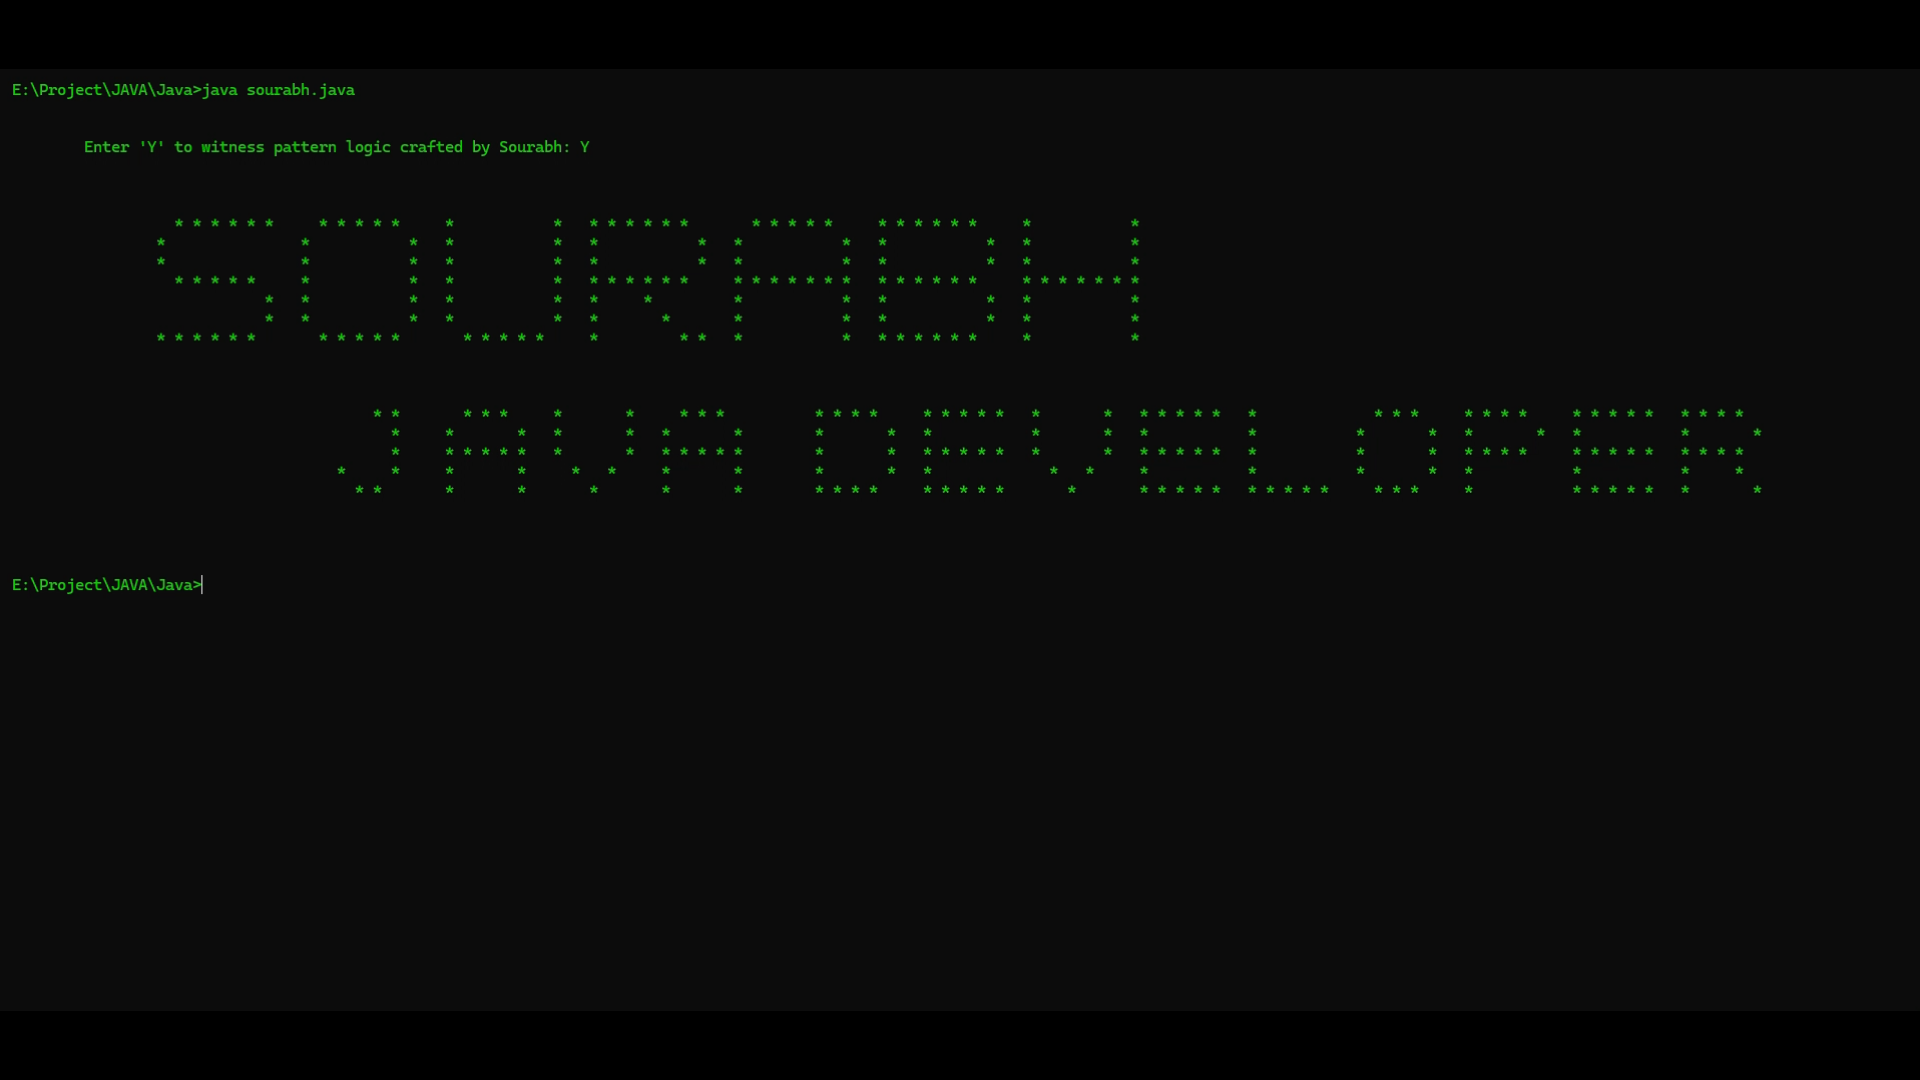 E:\Project\JAVA\Java>java sourabh.java
Enter 'Y' to witness pattern logic crafted by Sourabh: Y
SOURABH
JAVA DEVELOPER
E:\Project\JAVA\Java>